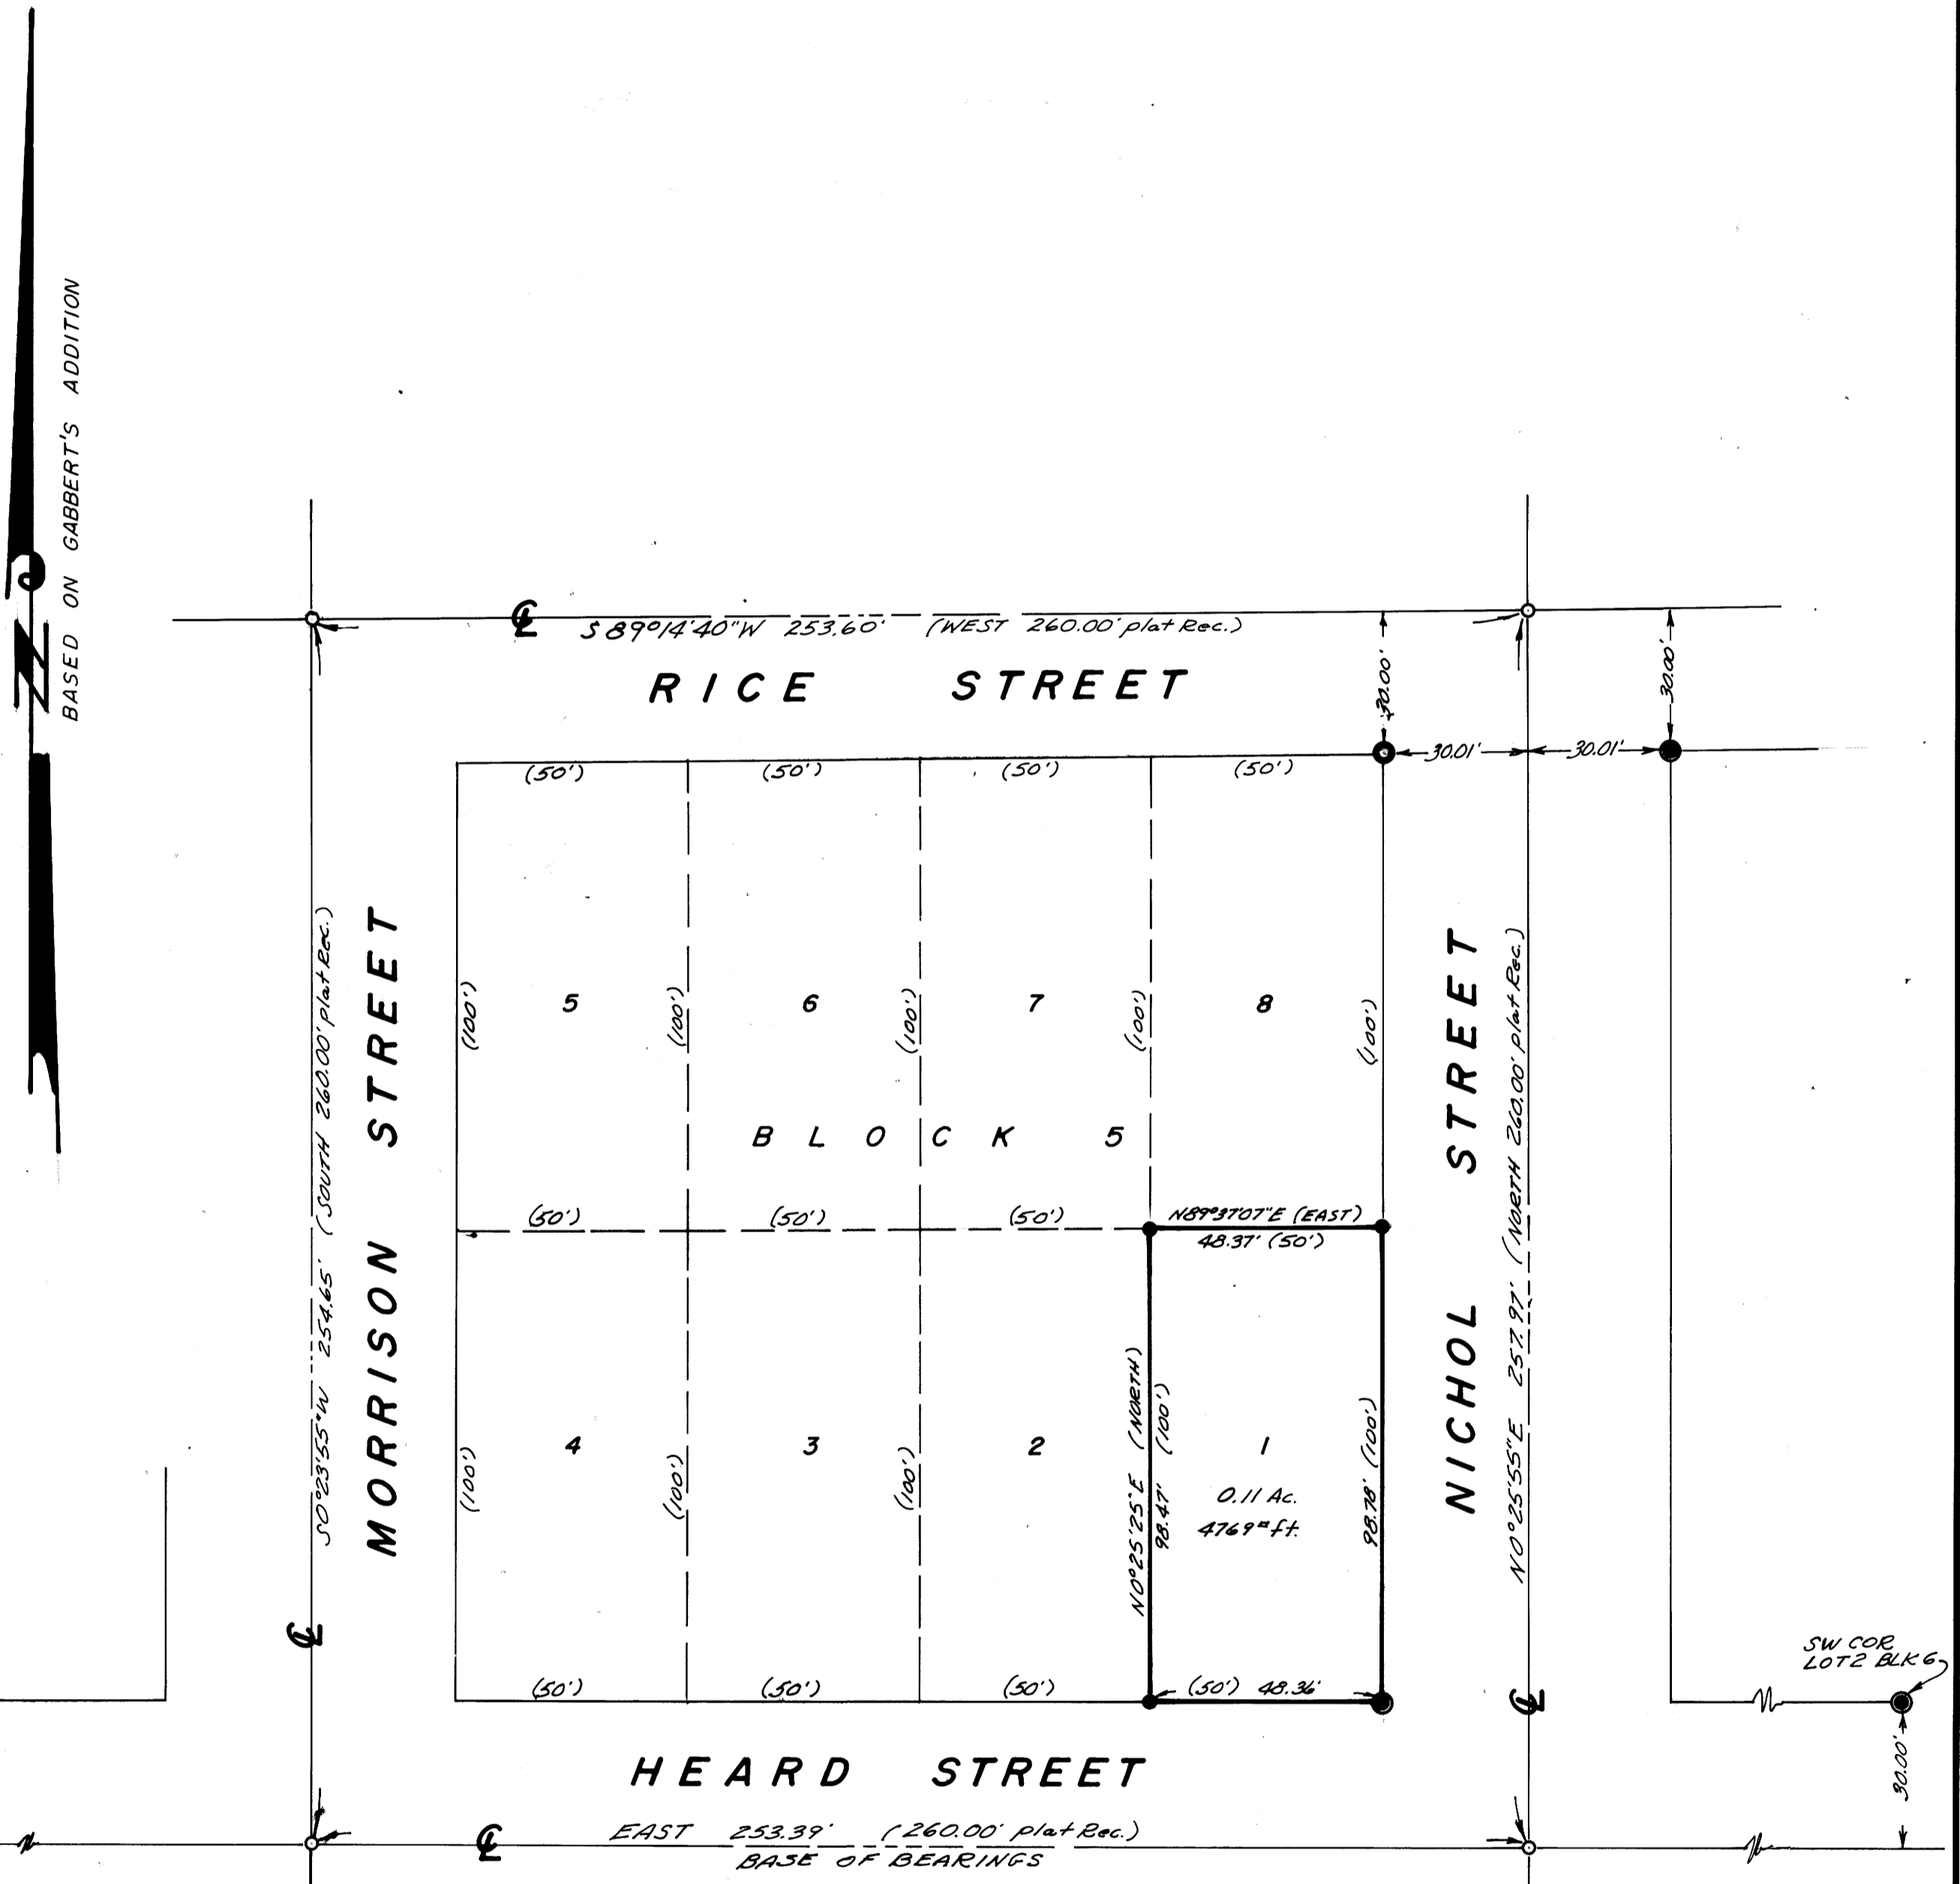 N
BASED ON GABBERT'S ADDITION
℄
S 89°14'40"W 253.60' (WEST 260.00' plat Rec.)
RICE STREET
30.00'
30.00'
30.01'
30.01'
(50')
(50')
(50')
(50')
S0°23'55"W 254.65' (SOUTH 260.00' plat Rec.)
MORRISON STREET
(100')
5
(100')
6
(100')
7
(100')
8
(100')
NICHOL STREET
N0°25'55"E 257.97' (NORTH 260.00' plat Rec.)
BLOCK 5
(50')
(50')
(50')
N89°37'07"E (EAST)
48.37' (50')
(100')
4
(100')
3
(100')
2
N0°25'25"E (NORTH)
98.47' (100')
1
0.11 Ac.
4769 ft.
98.78' (100')
℄
(50')
(50')
(50')
(50') 48.36'
℄
SW COR
LOT 2 BLK 6
30.00'
HEARD STREET
℄
EAST 253.39' (260.00' plat Rec.)
BASE OF BEARINGS